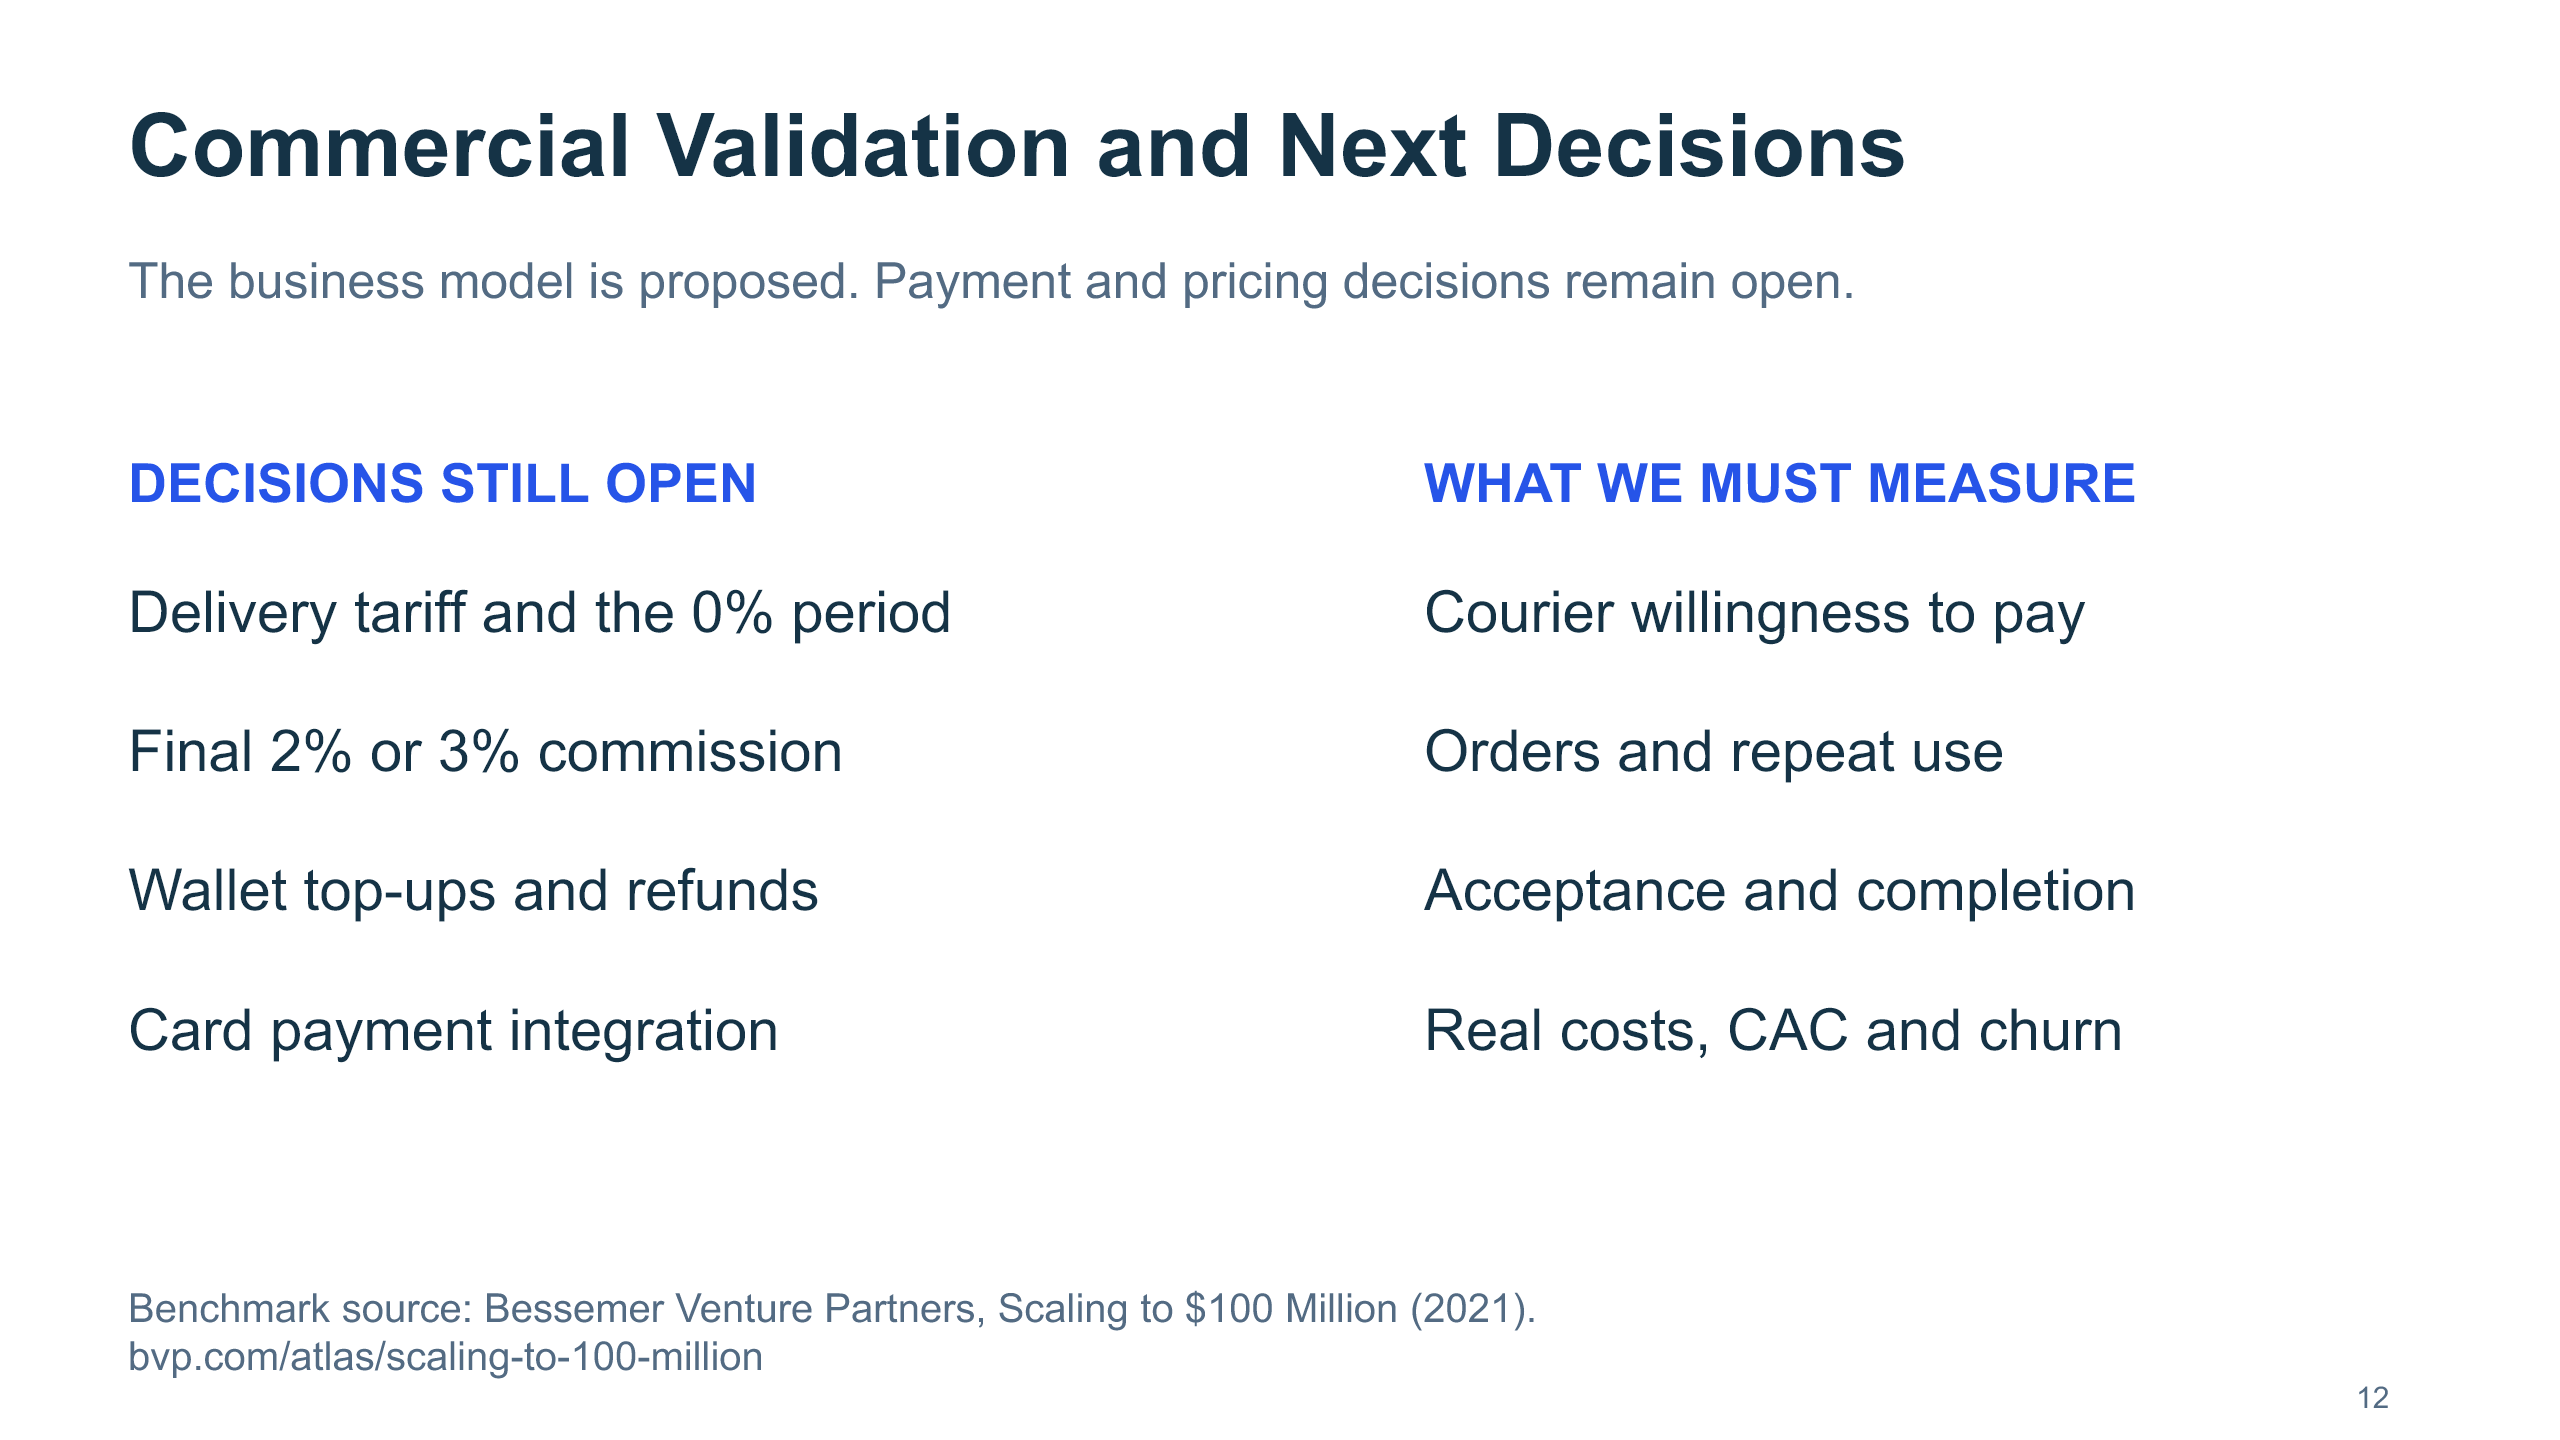 Commercial Validation and Next Decisions
The business model is proposed. Payment and pricing decisions remain open.
DECISIONS STILL OPEN
Delivery tariff and the 0% period
Final 2% or 3% commission
Wallet top-ups and refunds
Card payment integration
WHAT WE MUST MEASURE
Courier willingness to pay
Orders and repeat use
Acceptance and completion
Real costs, CAC and churn
Benchmark source: Bessemer Venture Partners, Scaling to $100 Million (2021).
bvp.com/atlas/scaling-to-100-million
12